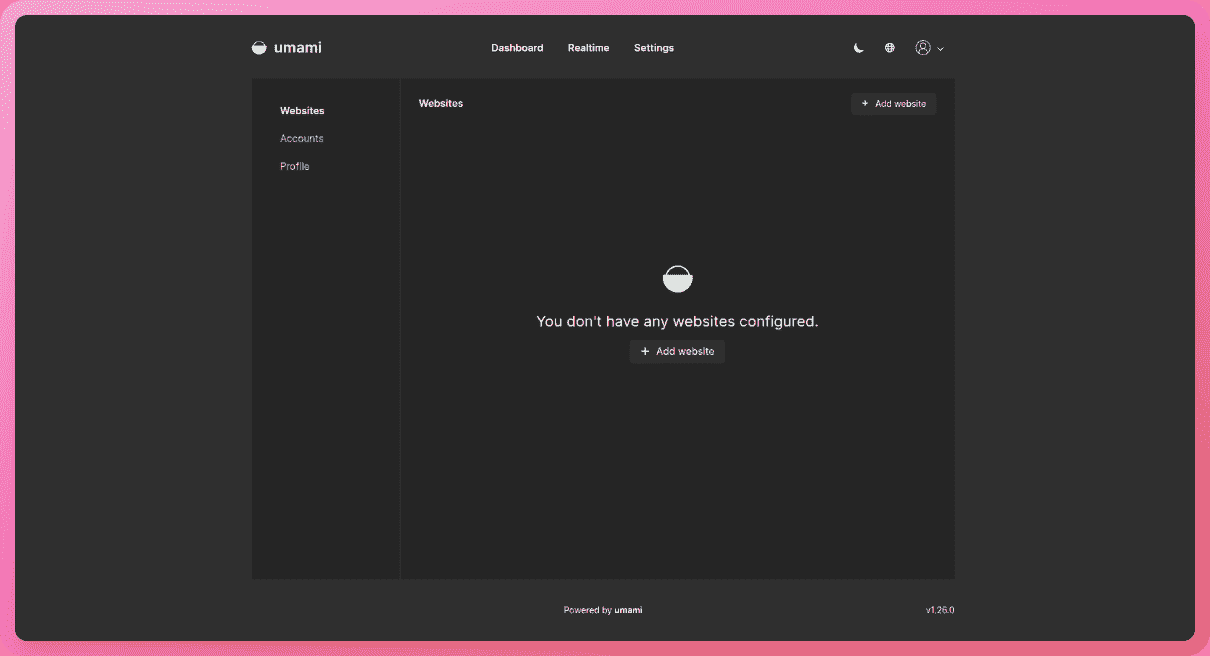 umami
Dashboard Realtime Settings
Websites
Accounts
Profile
Websites
+ Add website
You don't have any websites configured.
+ Add website
Powered by umami
v1.26.0